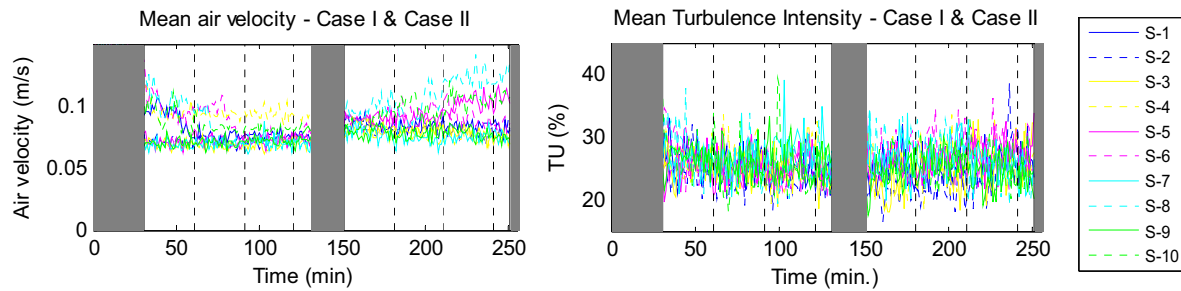 Mean air velocity - Case I & Case II
Air velocity (m/s)
0.1
0.05
0
0
50
100
150
200
250
Time (min)
Mean Turbulence Intensity - Case I & Case II
TU (%)
40
30
20
0
50
100
150
200
250
Time (min.)
S-1
S-2
S-3
S-4
S-5
S-6
S-7
S-8
S-9
S-10